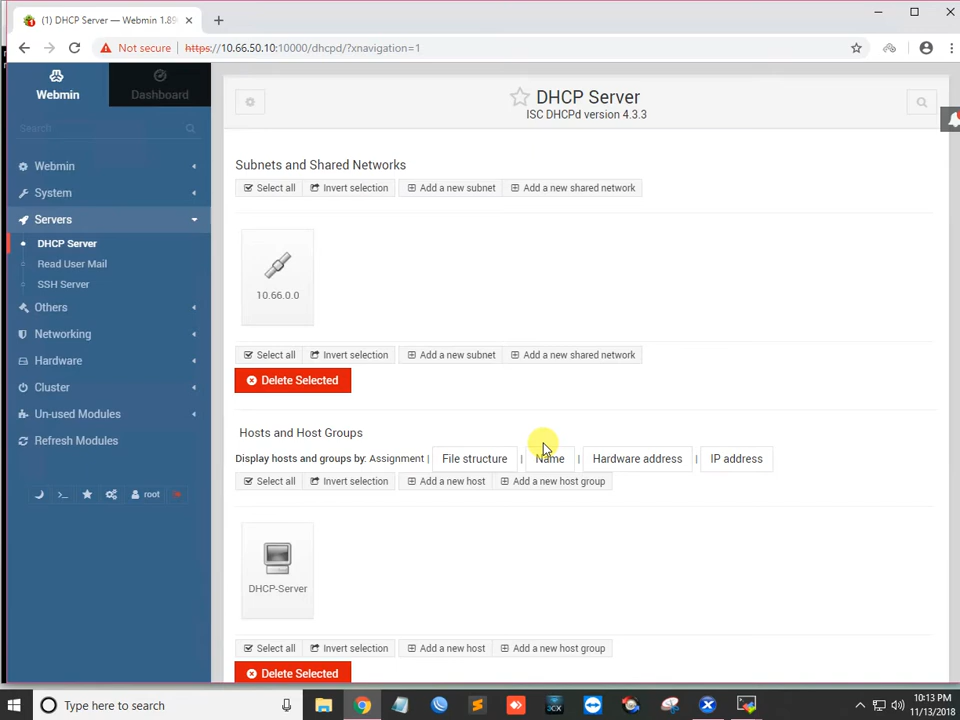 (1) DHCP Server — Webmin 1.89
Not secure
https://10.66.50.10:10000/dhcpd/?xnavigation=1
Webmin
Dashboard
Search
Webmin
System
Servers
DHCP Server
Read User Mail
SSH Server
Others
Networking
Hardware
Cluster
Un-used Modules
Refresh Modules
root
DHCP Server
ISC DHCPd version 4.3.3
Subnets and Shared Networks
Select all Invert selection Add a new subnet Add a new shared network
10.66.0.0
Select all Invert selection Add a new subnet Add a new shared network
Delete Selected
Hosts and Host Groups
Display hosts and groups by: Assignment | File structure | Name | Hardware address | IP address
Select all Invert selection Add a new host Add a new host group
DHCP-Server
Select all Invert selection Add a new host Add a new host group
Delete Selected
Type here to search
10:13 PM
11/13/2018